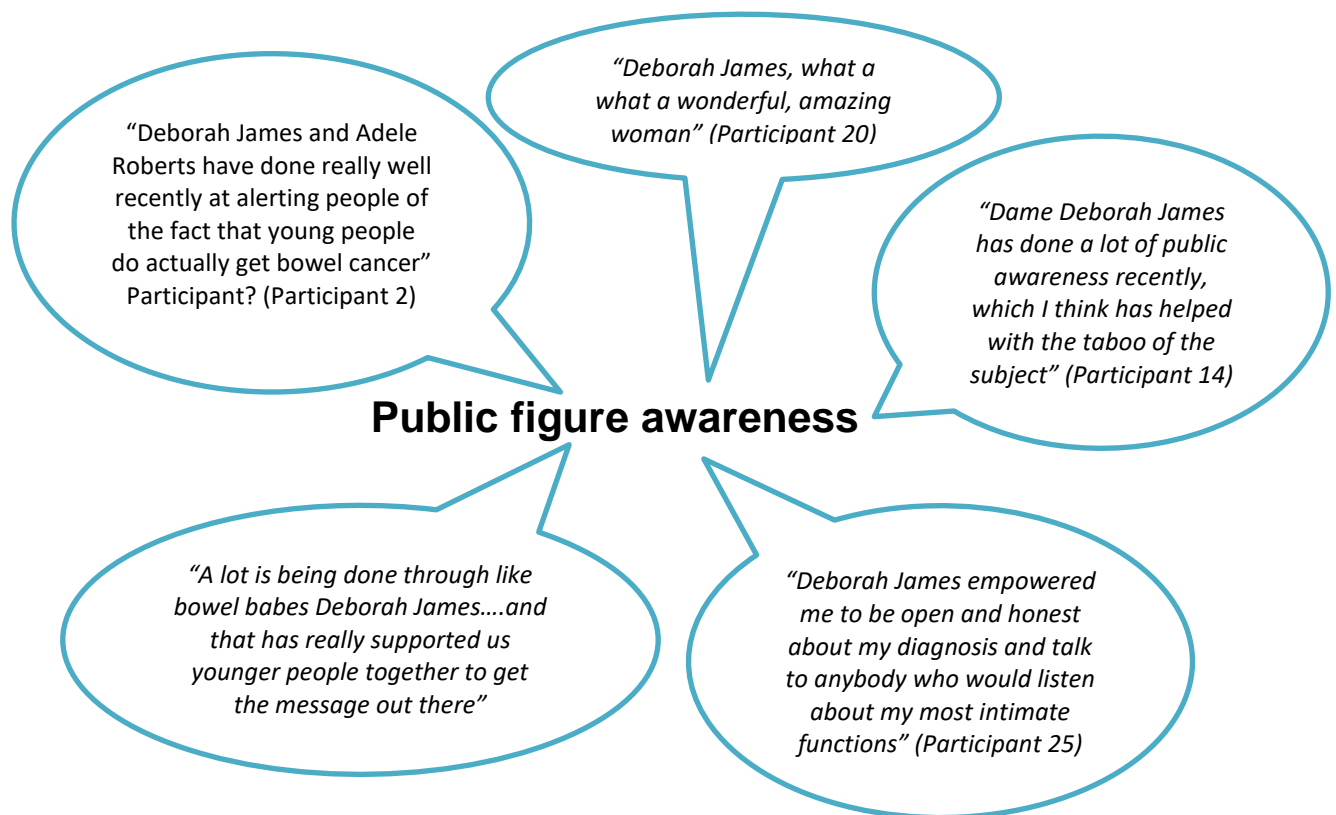 “Deborah James and Adele
Roberts have done really well
recently at alerting people of
the fact that young people
do actually get bowel cancer”
Participant? (Participant 2)
“Deborah James, what a
what a wonderful, amazing
woman” (Participant 20)
“Dame Deborah James
has done a lot of public
awareness recently,
which I think has helped
with the taboo of the
subject” (Participant 14)
Public figure awareness
“A lot is being done through like
bowel babes Deborah James….and
that has really supported us
younger people together to get
the message out there”
“Deborah James empowered
me to be open and honest
about my diagnosis and talk
to anybody who would listen
about my most intimate
functions” (Participant 25)